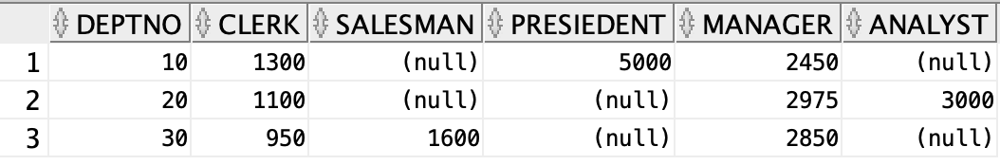 DEPTNO CLERK SALESMAN PRESIEDENT MANAGER ANALYST
1 10 1300 (null) 5000 2450 (null)
2 20 1100 (null) (null) 2975 3000
3 30 950 1600 (null) 2850 (null)